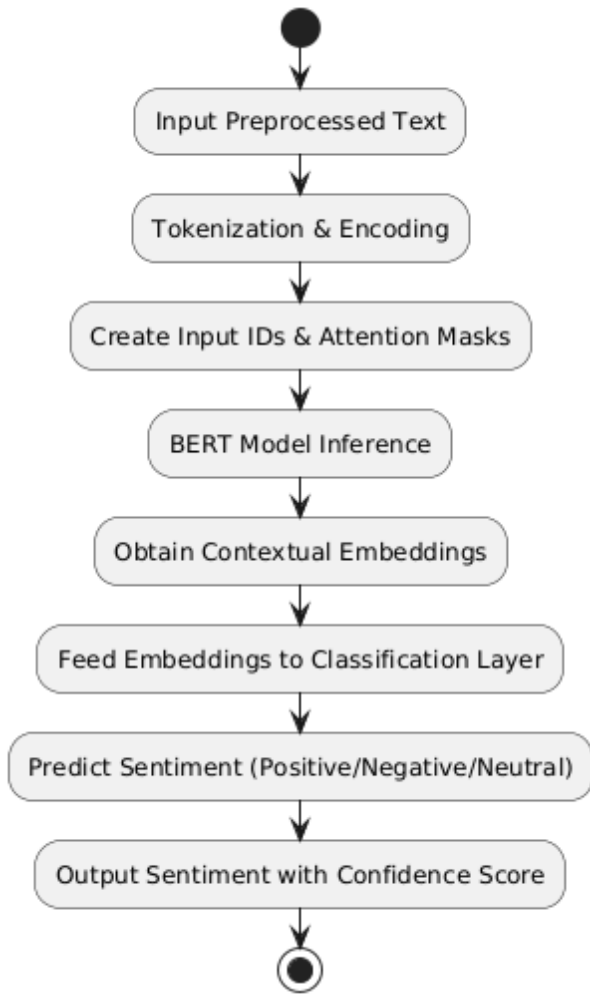 Input Preprocessed Text
Tokenization & Encoding
Create Input IDs & Attention Masks
BERT Model Inference
Obtain Contextual Embeddings
Feed Embeddings to Classification Layer
Predict Sentiment (Positive/Negative/Neutral)
Output Sentiment with Confidence Score